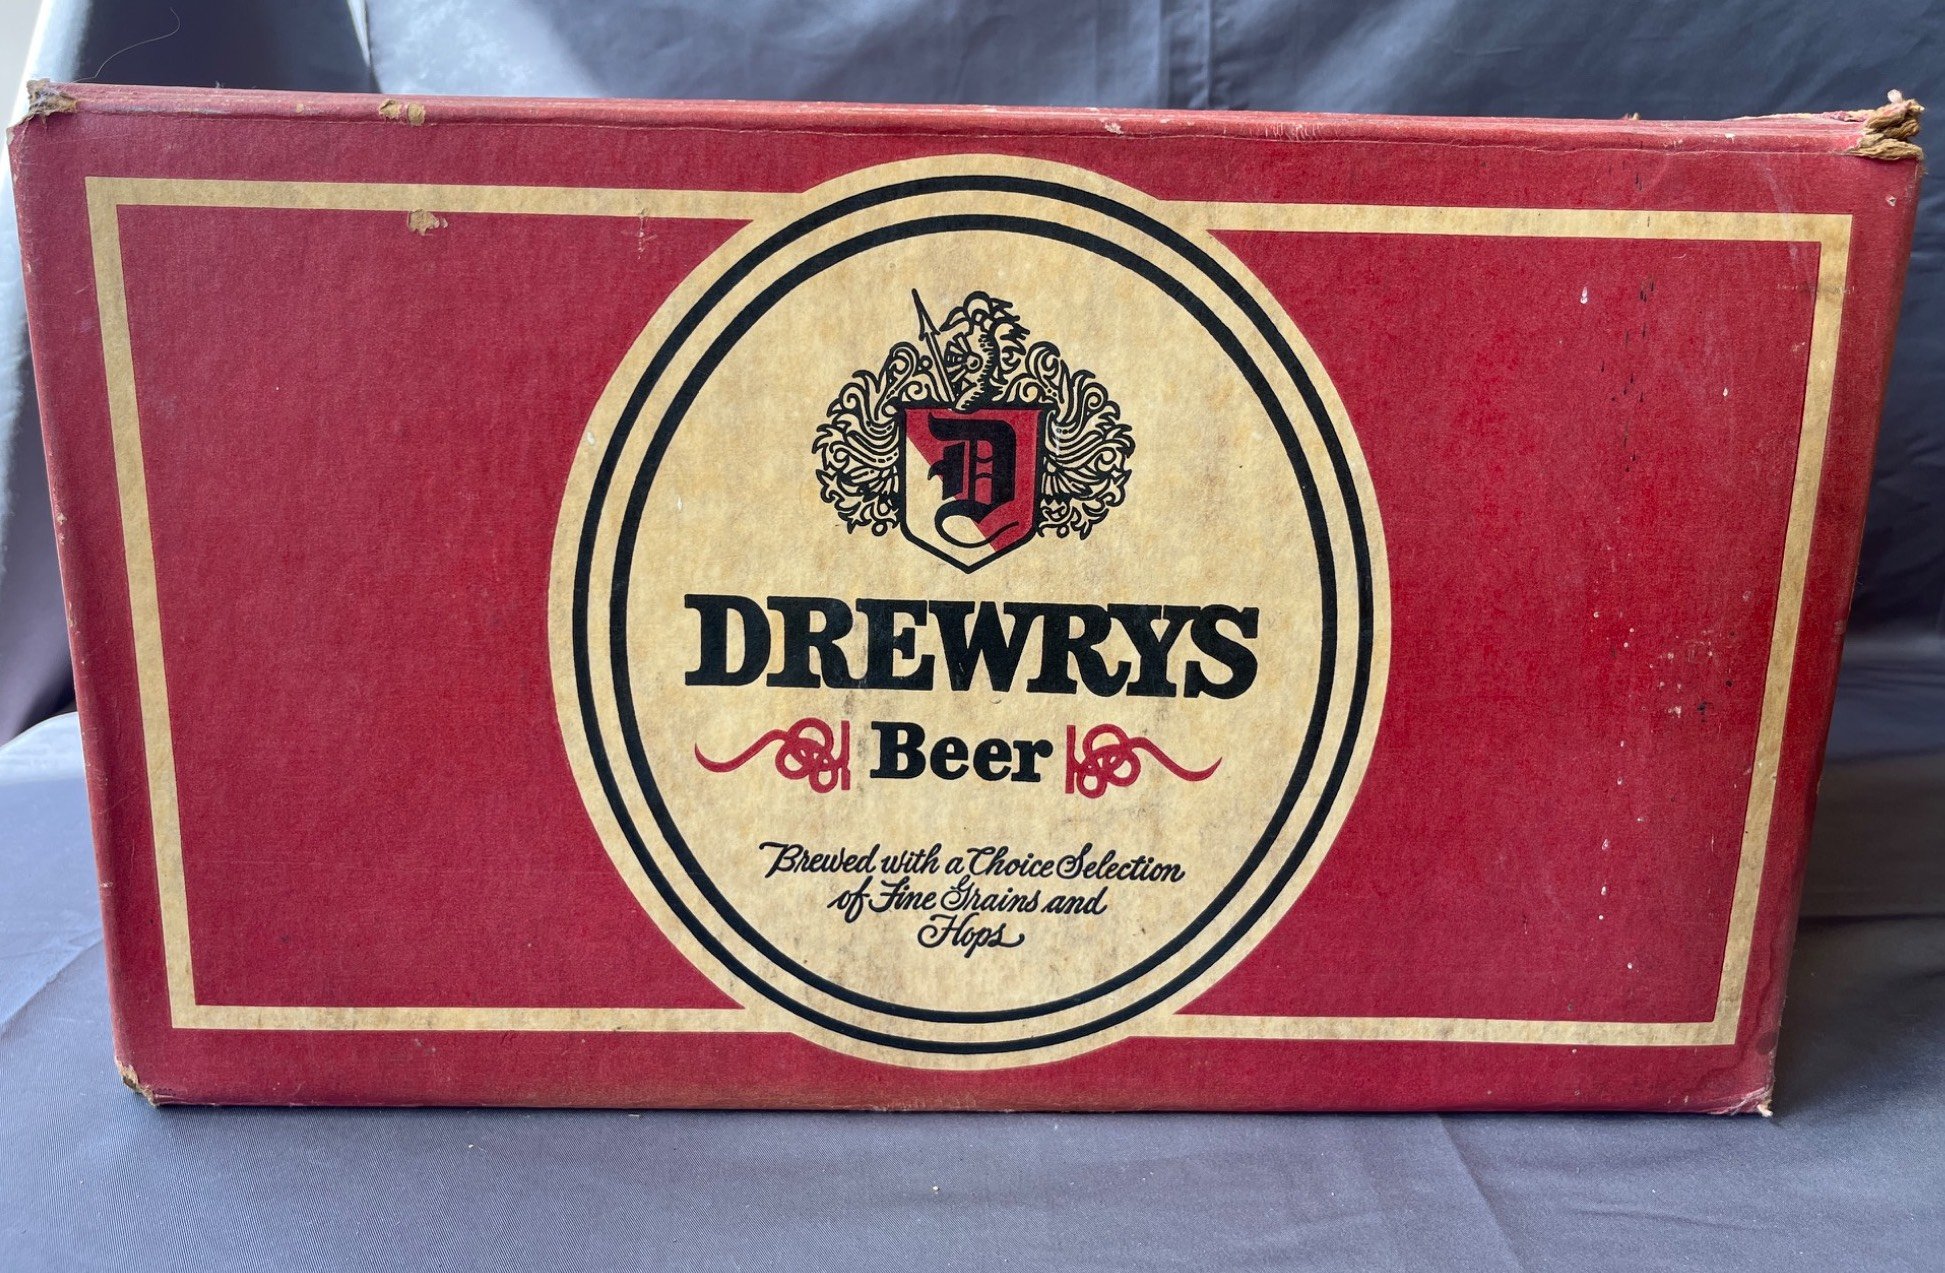 D
DREWRYS
Beer
Brewed with a Choice Selection
of Fine Grains and
Hops